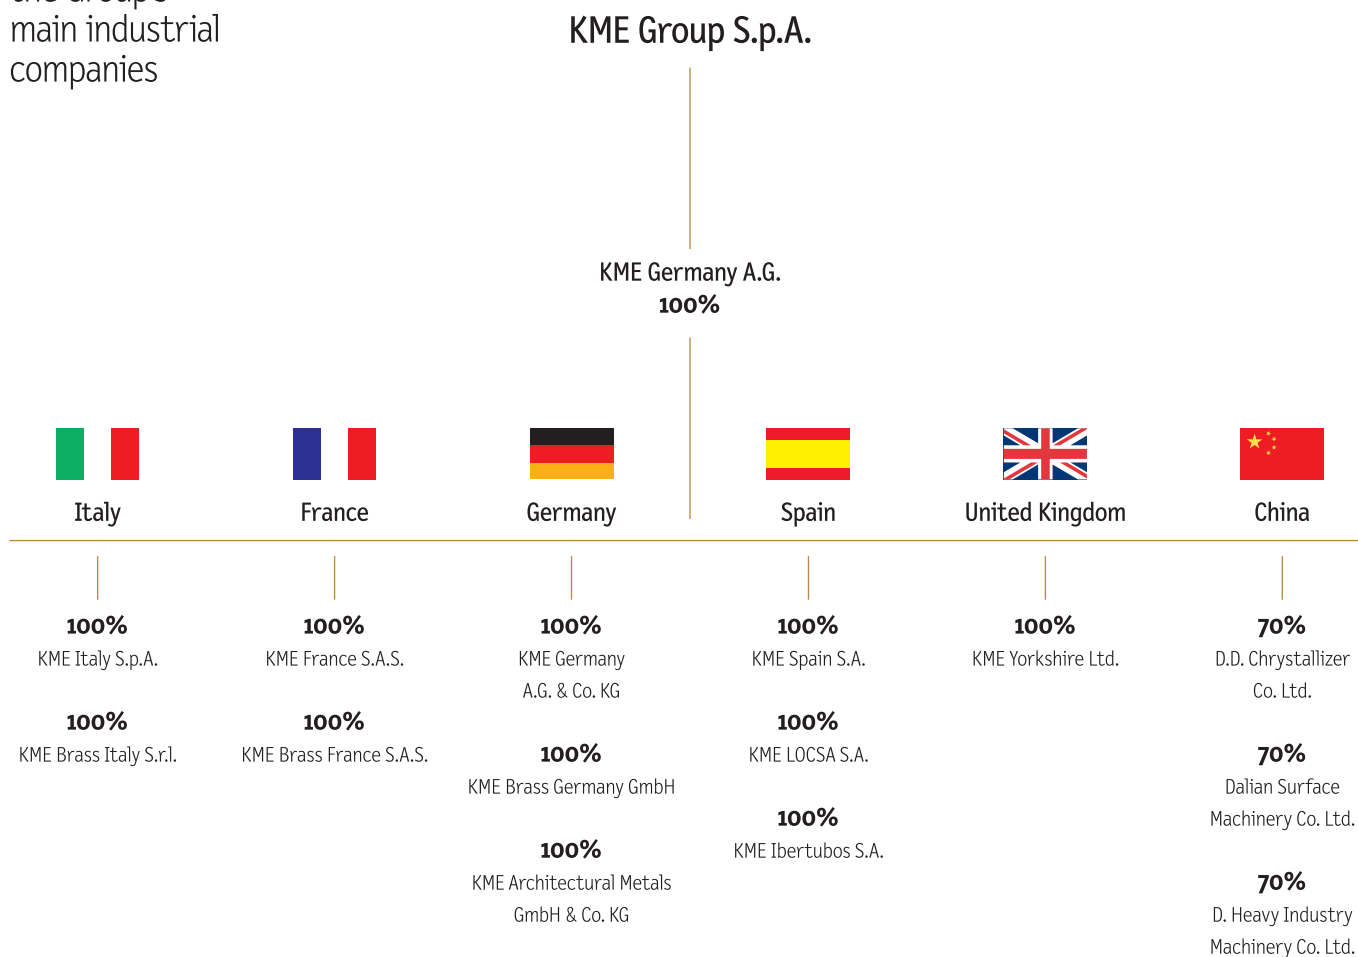 main industrial
companies
KME Group S.p.A.
KME Germany A.G.
100%
Italy
France
Germany
Spain
United Kingdom
China
100%
KME Italy S.p.A.
100%
KME Brass Italy S.r.l.
100%
KME France S.A.S.
100%
KME Brass France S.A.S.
100%
KME Germany
A.G. & Co. KG
100%
KME Brass Germany GmbH
100%
KME Architectural Metals
GmbH & Co. KG
100%
KME Spain S.A.
100%
KME LOCSA S.A.
100%
KME Ibertubos S.A.
100%
KME Yorkshire Ltd.
70%
D.D. Chrystallizer
Co. Ltd.
70%
Dalian Surface
Machinery Co. Ltd.
70%
D. Heavy Industry
Machinery Co. Ltd.